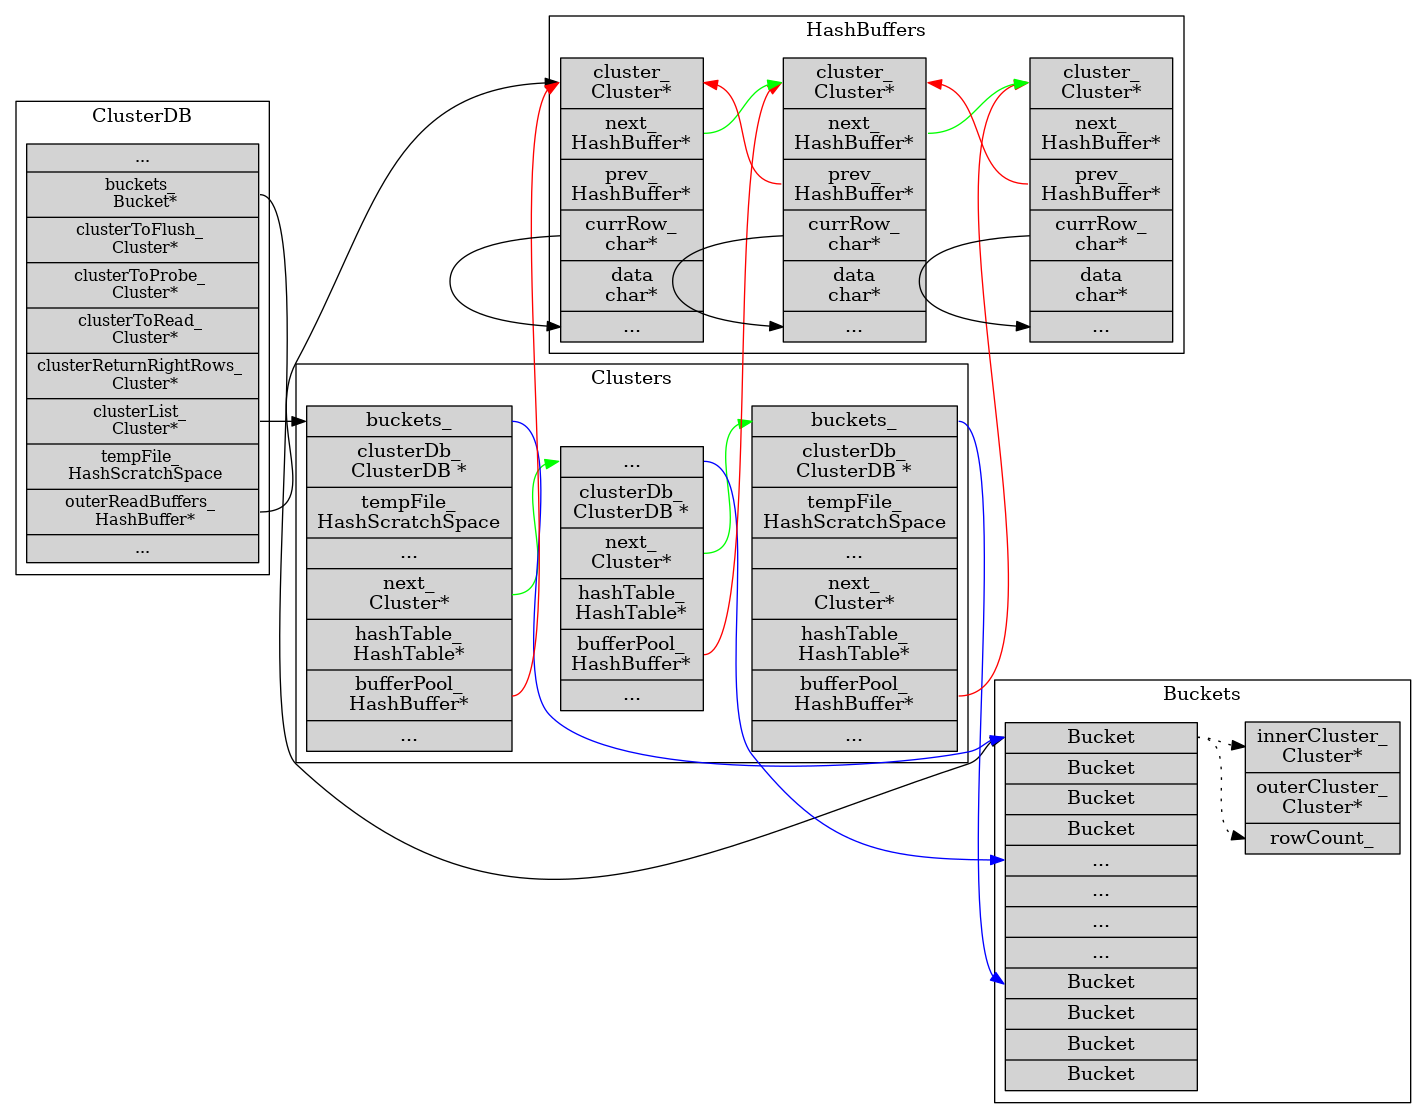 HashBuffers
cluster_
Cluster*
next_
HashBuffer*
prev_
HashBuffer*
currRow_
char*
data
char*
...
cluster_
Cluster*
next_
HashBuffer*
prev_
HashBuffer*
currRow_
char*
data
char*
...
cluster_
Cluster*
next_
HashBuffer*
prev_
HashBuffer*
currRow_
char*
data
char*
...
ClusterDB
...
buckets_
Bucket*
clusterToFlush_
Cluster*
clusterToProbe_
Cluster*
clusterToRead_
Cluster*
clusterReturnRightRows_
Cluster*
clusterList_
Cluster*
tempFile_
HashScratchSpace
outerReadBuffers_
HashBuffer*
...
Clusters
buckets_
clusterDb_
ClusterDB *
tempFile_
HashScratchSpace
...
next_
Cluster*
hashTable_
HashTable*
bufferPool_
HashBuffer*
...
...
clusterDb_
ClusterDB *
next_
Cluster*
hashTable_
HashTable*
bufferPool_
HashBuffer*
...
buckets_
clusterDb_
ClusterDB *
tempFile_
HashScratchSpace
...
next_
Cluster*
hashTable_
HashTable*
bufferPool_
HashBuffer*
...
Buckets
Bucket
Bucket
Bucket
Bucket
...
...
...
...
Bucket
Bucket
Bucket
Bucket
innerCluster_
Cluster*
outerCluster_
Cluster*
rowCount_